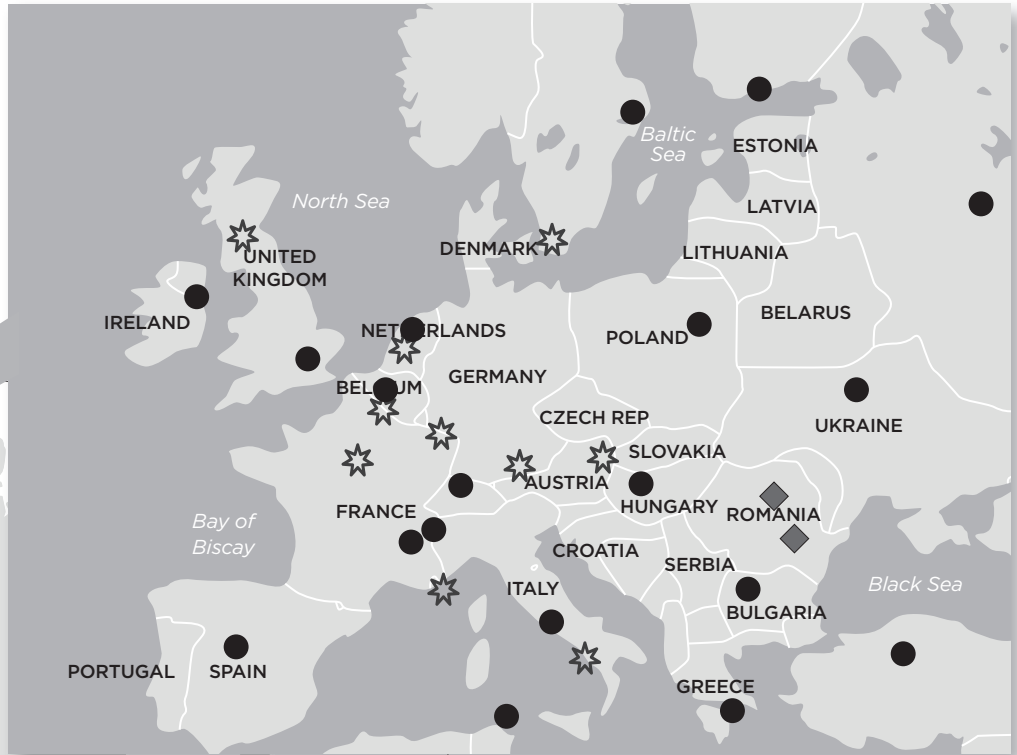 Baltic
Sea
ESTONIA
North Sea
LATVIA
DENMARK
LITHUANIA
UNITED
KINGDOM
BELARUS
IRELAND
NETHERLANDS
POLAND
GERMANY
BELGIUM
CZECH REP
UKRAINE
SLOVAKIA
AUSTRIA
HUNGARY
FRANCE
ROMANIA
Bay of
Biscay
CROATIA
SERBIA
Black Sea
ITALY
BULGARIA
PORTUGAL
SPAIN
GREECE